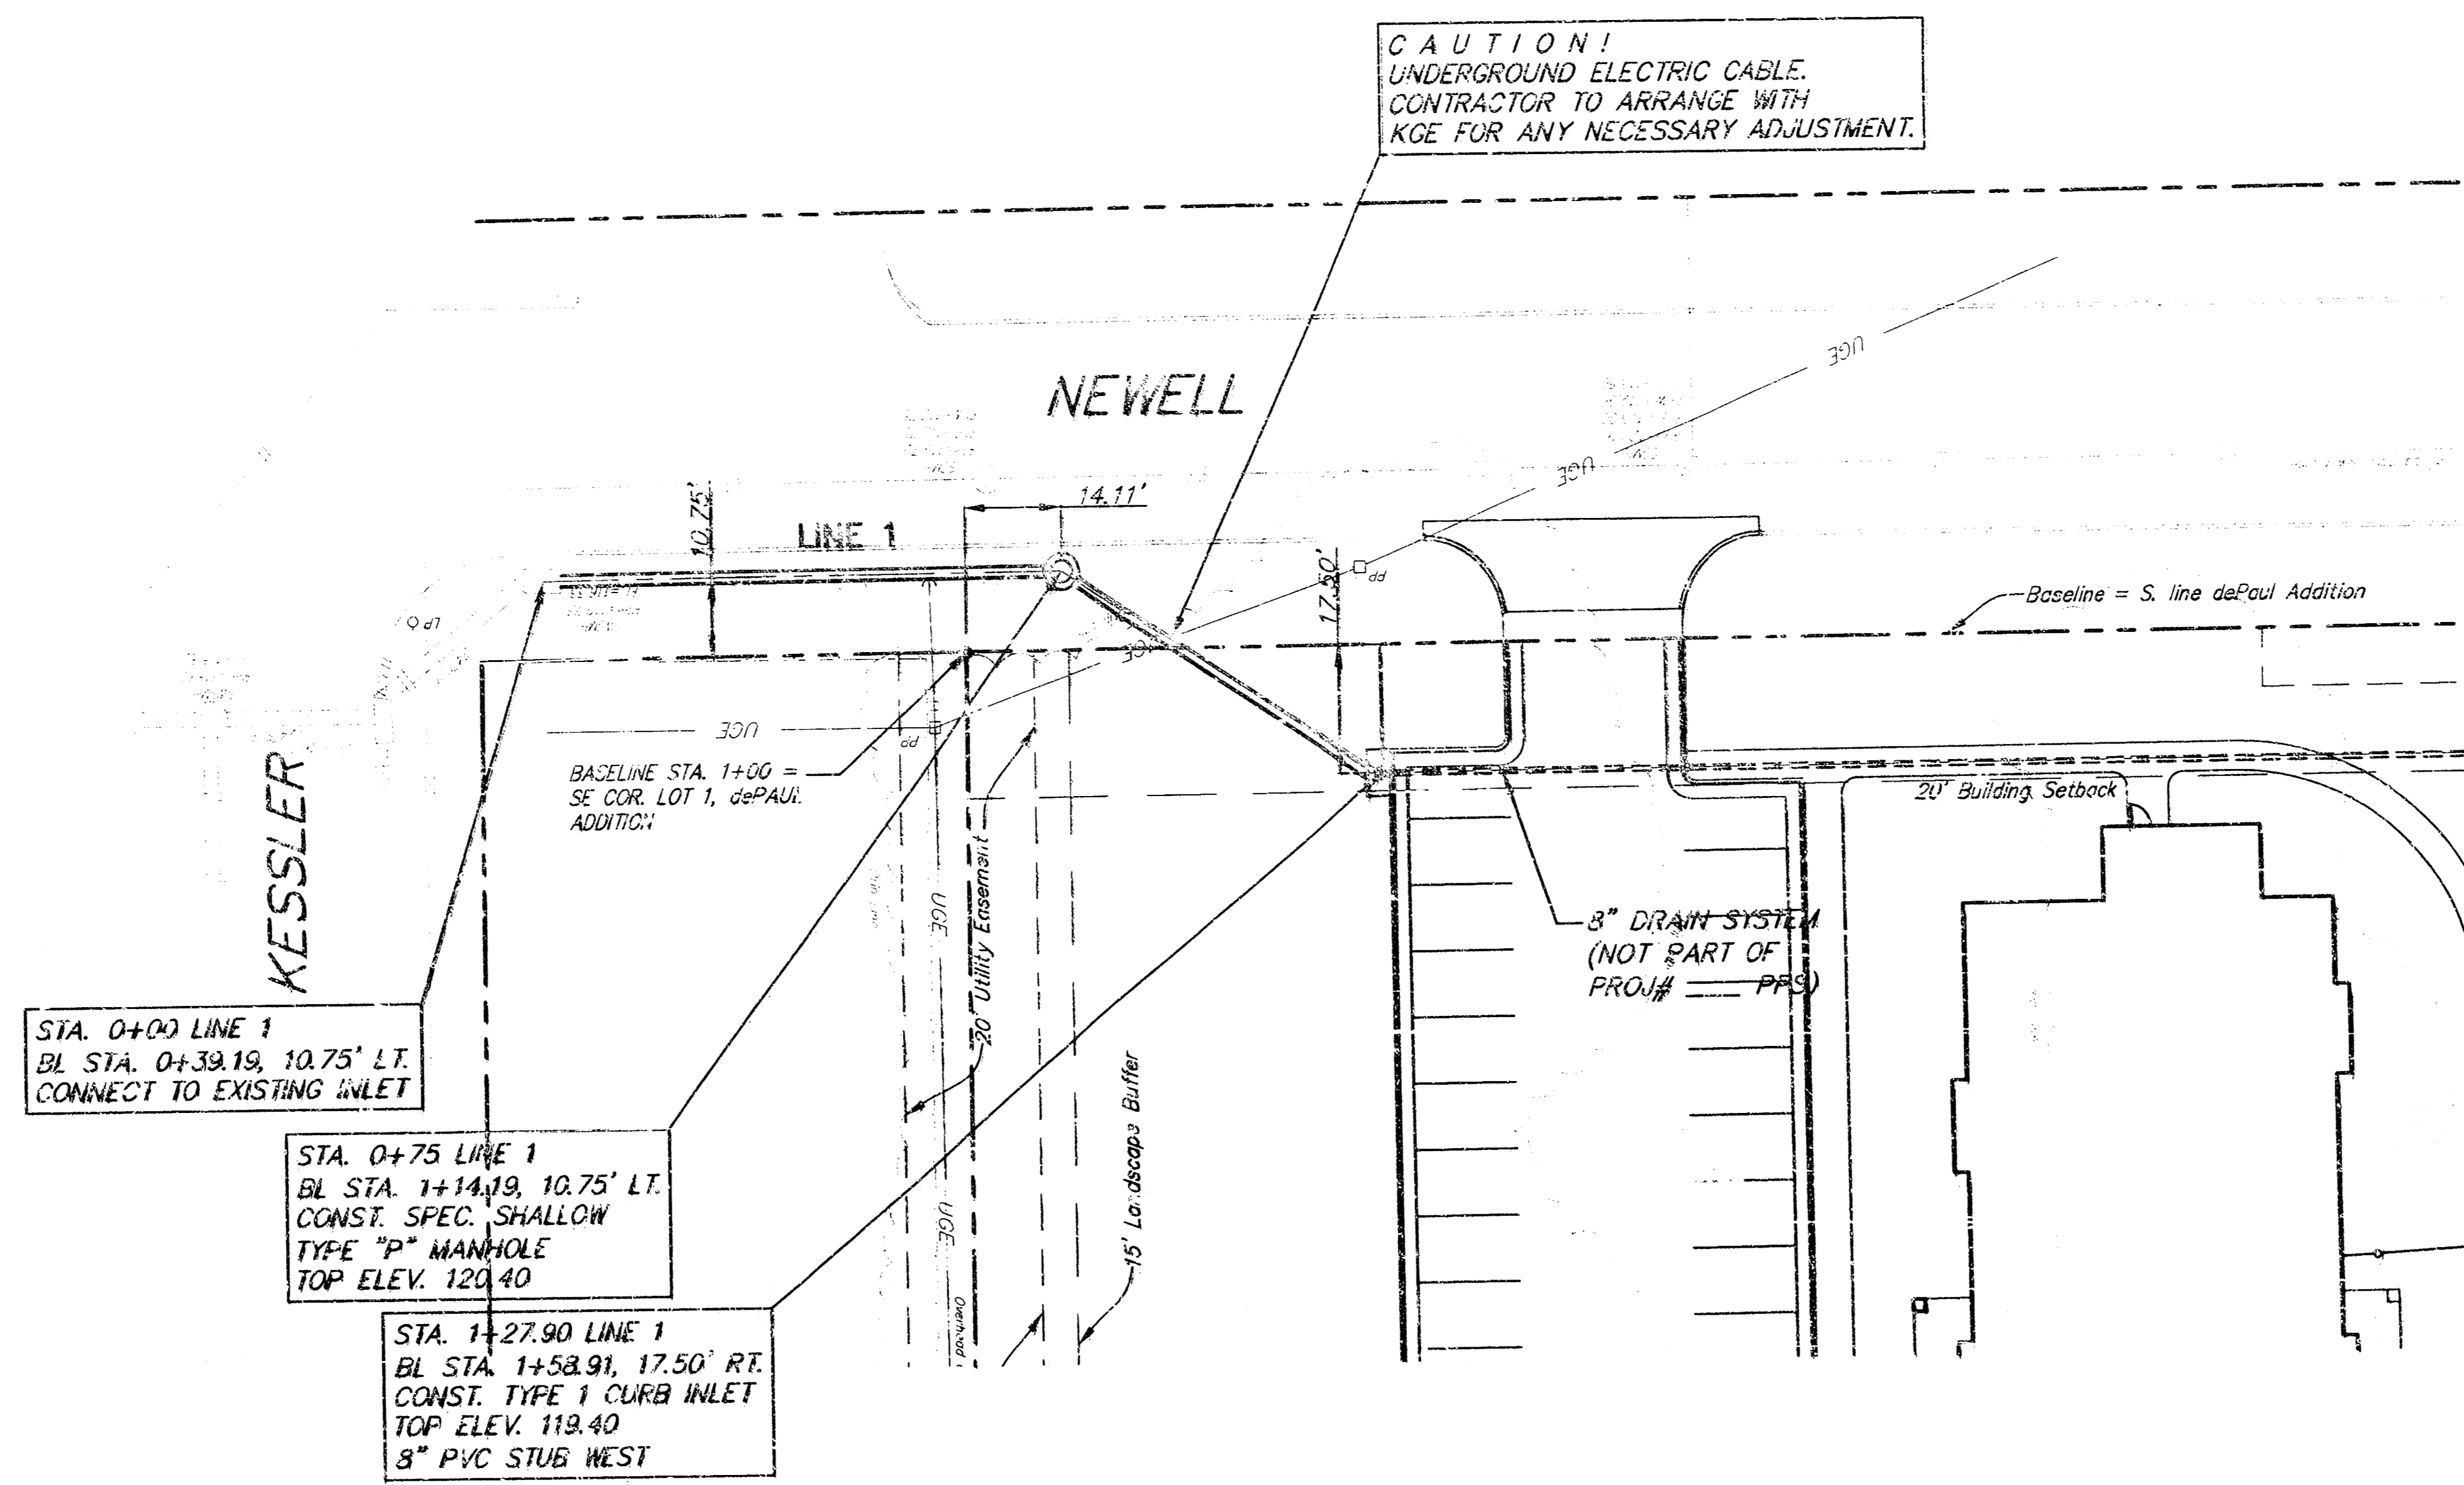 C A U T I O N !
UNDERGROUND ELECTRIC CABLE.
CONTRACTOR TO ARRANGE WITH
KGE FOR ANY NECESSARY ADJUSTMENT.
NEWELL
UGE
UGE
14.11'
10.75'
LINE 1
17.50'
PP
LP
Baseline = S. line dePaul Addition
UGE
UGE
PP
BASELINE STA. 1+00 =
SE COR. LOT 1, dePAUL
ADDITION
KESSLER
20' Building Setback
20' Utility Easement
UGE
UGE
8" DRAIN SYSTEM
(NOT PART OF
PROJ# ____ PPS)
15' Landscape Buffer
Overhead
STA. 0+00 LINE 1
BL STA. 0+39.19, 10.75' LT.
CONNECT TO EXISTING INLET
STA. 0+75 LINE 1
BL STA. 1+14.19, 10.75' LT.
CONST. SPEC. SHALLOW
TYPE "P" MANHOLE
TOP ELEV. 120.40
STA. 1+27.90 LINE 1
BL STA. 1+58.91, 17.50' RT.
CONST. TYPE 1 CURB INLET
TOP ELEV. 119.40
8" PVC STUB WEST